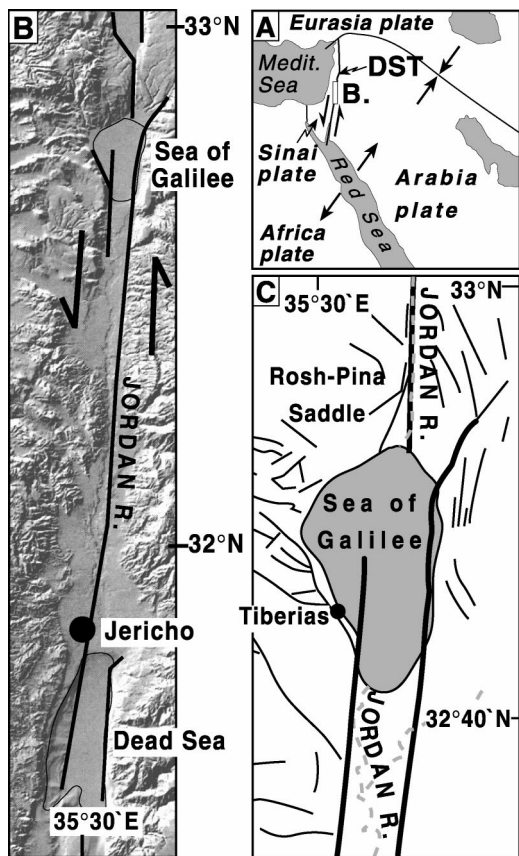 B
33°N
Sea of
Galilee
JORDAN R.
32°N
Jericho
Dead Sea
35°30`E
A
Eurasia plate
Medit.
Sea
DST
B.
Sinai
plate
Red Sea
Arabia
plate
Africa
plate
C
35°30`E
33°N
JORDAN R.
Rosh-Pina
Saddle
Sea of
Galilee
Tiberias
32°40`N
JORDAN R.